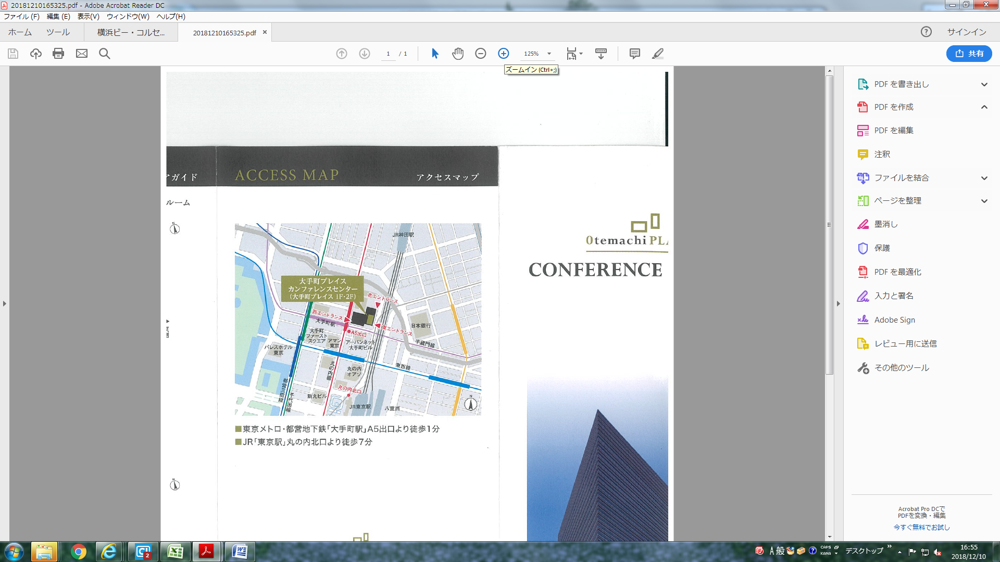 20181210165325.pdf - Adobe Acrobat Reader DC
ファイル (F) 編集 (E) 表示(V) ウィンドウ(W) ヘルプ(H)
ホーム ツール 横浜ビー・コルセ... 20181210165325.pdf × サインイン
1 / 1 125% 共有
ズームイン (Ctrl+;)
ガイド
ACCESS MAP アクセスマップ
ルーム
N
JR神田駅
大手町プレイス
カンファレンスセンター
(大手町プレイス 1F・2F)
北エントランス
西エントランス
大手町駅
東エントランス
日本銀行
A5出口
大手町
ファースト
スクエア
アマン
東京
アーバンネット
大手町ビル
半蔵門線
パレスホテル
東京
丸の内線
丸の内
オアゾ
東西線
丸の内北口
都営三田線
千代田線
新丸ビル
JR東京駅
八重洲
N
■東京メトロ・都営地下鉄「大手町駅」A5出口より徒歩1分
■JR「東京駅」丸の内北口より徒歩7分
N
Otemachi PLA
CONFERENCE
PDF を書き出し
PDF を作成
PDF を編集
注釈
ファイルを結合
ページを整理
墨消し
保護
PDF を最適化
入力と署名
Adobe Sign
レビュー用に送信
その他のツール
Acrobat Pro DCで
PDFを変換・編集
今すぐ無料でお試し
2
A 般
CAPS
KANA
デスクトップ
16:55
2018/12/10